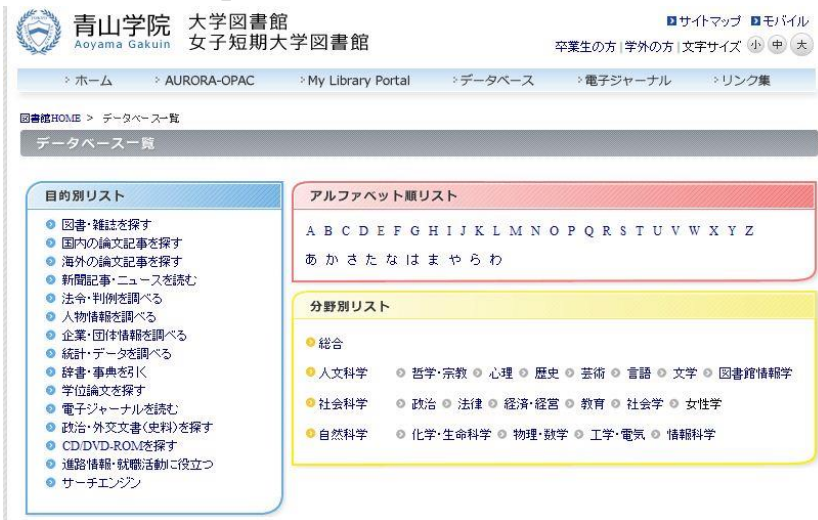 青山学院 大学図書館
Aoyama Gakuin 女子短期大学図書館
サイトマップ モバイル
卒業生の方 | 学外の方 | 文字サイズ 小 中 大
ホーム AURORA-OPAC My Library Portal データベース 電子ジャーナル リンク集
図書館HOME > データベース一覧
データベース一覧
目的別リスト
図書・雑誌を探す
国内の論文記事を探す
海外の論文記事を探す
新聞記事・ニュースを読む
法令・判例を調べる
人物情報を調べる
企業・団体情報を調べる
統計・データを調べる
辞書・事典を引く
学位論文を探す
電子ジャーナルを読む
政治・外交文書(史料)を探す
CD/DVD-ROMを探す
進路情報・就職活動に役立つ
サーチエンジン
アルファベット順リスト
A B C D E F G H I J K L M N O P Q R S T U V W X Y Z
あ か さ た な は ま や ら わ
分野別リスト
総合
人文科学 哲学・宗教 心理 歴史 芸術 言語 文学 図書館情報学
社会科学 政治 法律 経済・経営 教育 社会学 女性学
自然科学 化学・生命科学 物理・数学 工学・電気 情報科学